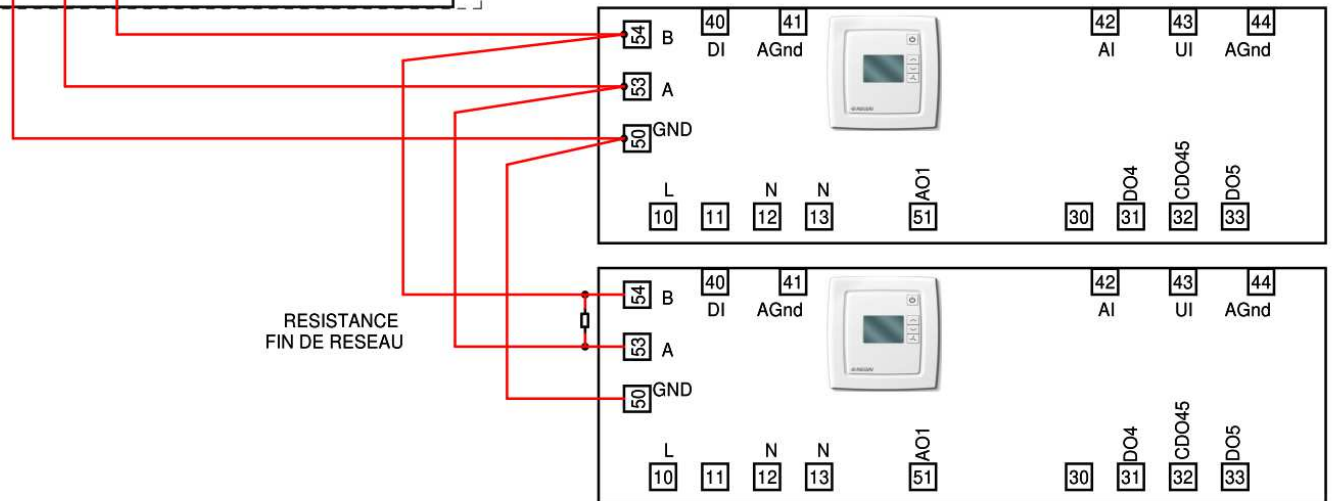 40 41 42 43 44
54 B DI AGnd AI UI AGnd
53 A
50 GND
L N N AO1 DO4 CDO45 DO5
10 11 12 13 51 30 31 32 33
40 41 42 43 44
54 B DI AGnd AI UI AGnd
RESISTANCE
FIN DE RESEAU
53 A
50 GND
L N N AO1 DO4 CDO45 DO5
10 11 12 13 51 30 31 32 33